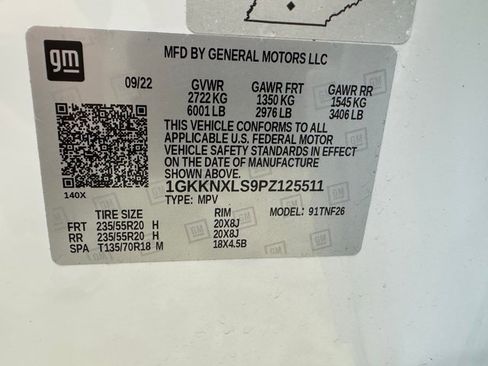 gm
MFD BY GENERAL MOTORS LLC
09/22 GVWR GAWR FRT GAWR RR
2722 KG 1350 KG 1545 KG
6001 LB 2976 LB 3406 LB
THIS VEHICLE CONFORMS TO ALL
APPLICABLE U.S. FEDERAL MOTOR
VEHICLE SAFETY STANDARDS IN EFFECT
ON THE DATE OF MANUFACTURE
SHOWN ABOVE.
140X
1GKKNXLS9PZ125511
TYPE: MPV MODEL: 91TNF26
TIRE SIZE RIM
FRT 235/55R20 H 20X8J
RR 235/55R20 H 20X8J
SPA T135/70R18 M 18X4.5B